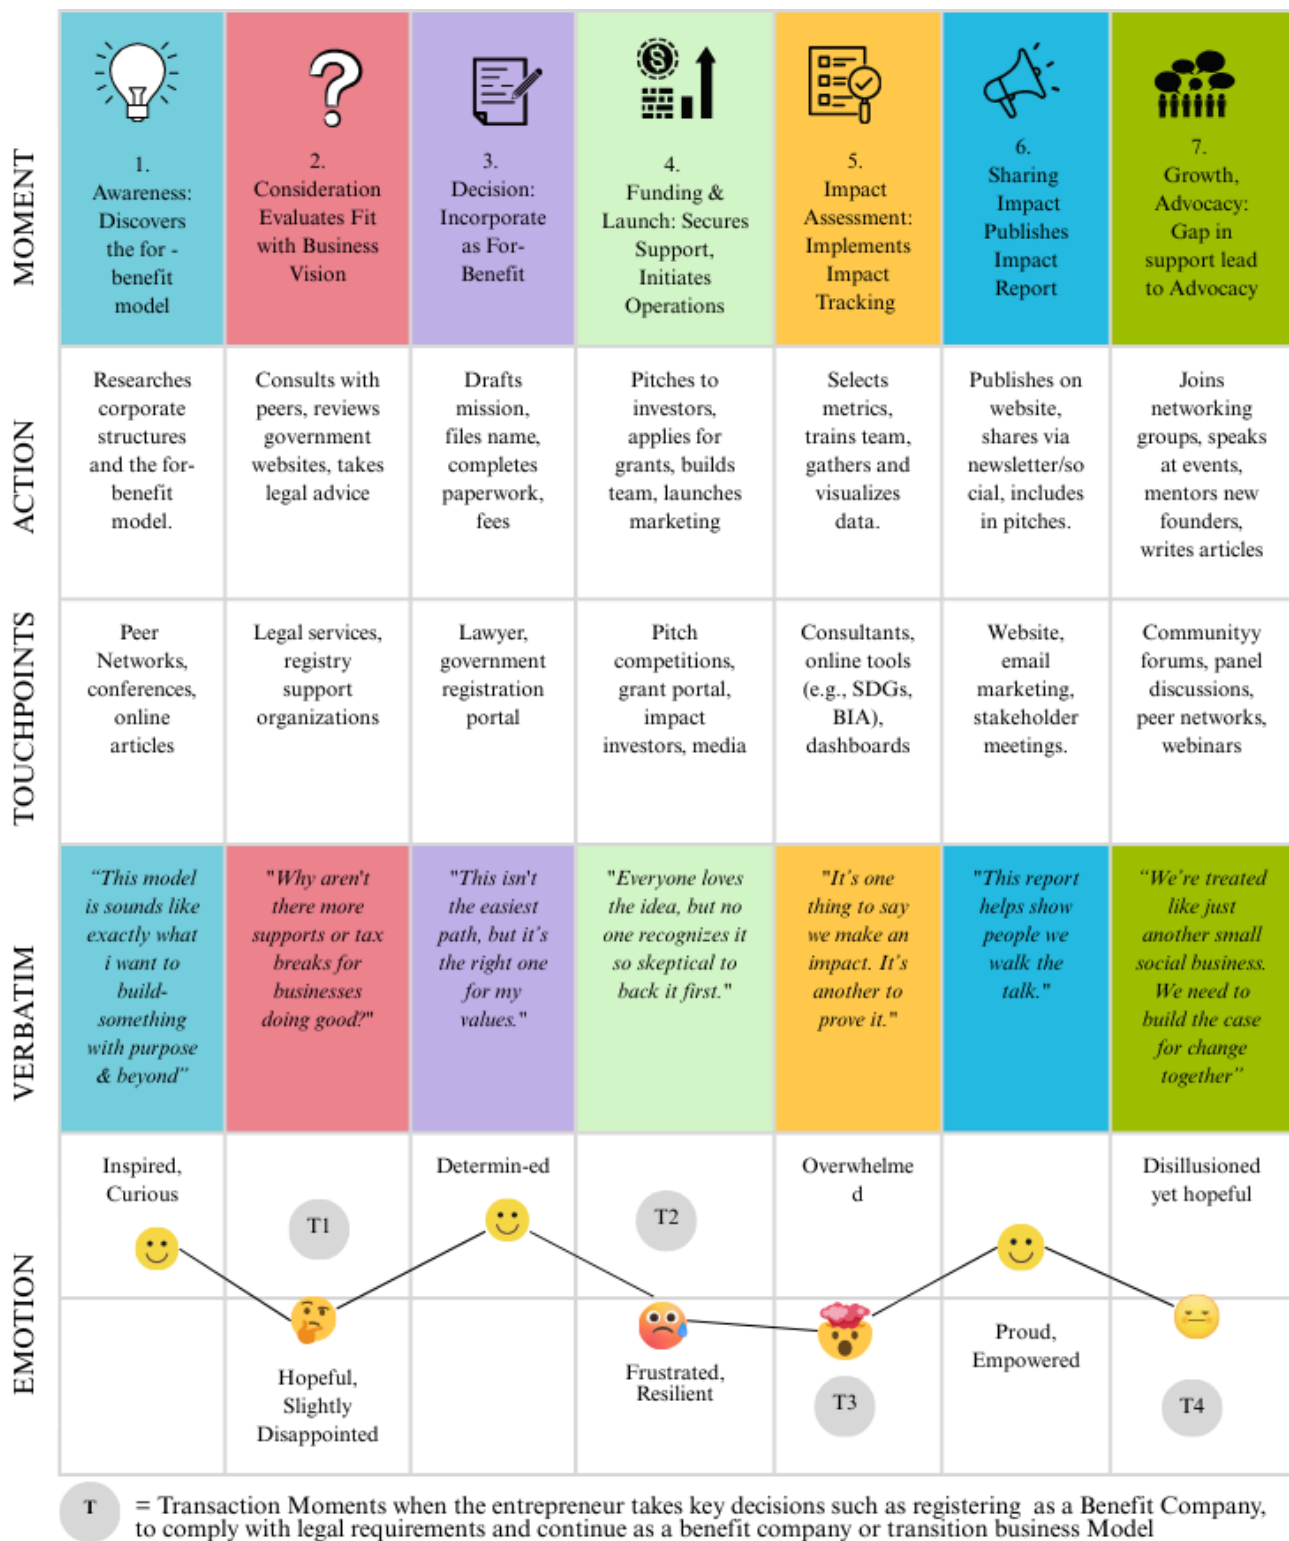 MOMENT
1.
Awareness:
Discovers
the for -
benefit
model
2.
Consideration
Evaluates Fit
with Business
Vision
3.
Decision:
Incorporate
as For-
Benefit
4.
Funding &
Launch: Secures
Support,
Initiates
Operations
5.
Impact
Assessment:
Implements
Impact
Tracking
6.
Sharing
Impact
Publishes
Impact
Report
7.
Growth,
Advocacy:
Gap in
support lead
to Advocacy
ACTION
Researches
corporate
structures
and the for-
benefit
model.
Consults with
peers, reviews
government
websites, takes
legal advice
Drafts
mission,
files name,
completes
paperwork,
fees
Pitches to
investors,
applies for
grants, builds
team, launches
marketing
Selects
metrics,
trains team,
gathers and
visualizes
data.
Publishes on
website,
shares via
newsletter/so
cial, includes
in pitches.
Joins
networking
groups, speaks
at events,
mentors new
founders,
writes articles
TOUCHPOINTS
Peer
Networks,
conferences,
online
articles
Legal services,
registry
support
organizations
Lawyer,
government
registration
portal
Pitch
competitions,
grant portal,
impact
investors, media
Consultants,
online tools
(e.g., SDGs,
BIA),
dashboards
Website,
email
marketing,
stakeholder
meetings.
Communityy
forums, panel
discussions,
peer networks,
webinars
VERBATIM
“This model
is sounds like
exactly what
i want to
build-
something
with purpose
& beyond”
"Why aren't
there more
supports or tax
breaks for
businesses
doing good?"
"This isn't
the easiest
path, but it's
the right one
for my
values."
"Everyone loves
the idea, but no
one recognizes it
so skeptical to
back it first."
"It's one
thing to say
we make an
impact. It's
another to
prove it."
"This report
helps show
people we
walk the
talk."
“We're treated
like just
another small
social business.
We need to
build the case
for change
together”
EMOTION
Inspired,
Curious
T1
Hopeful,
Slightly
Disappointed
Determin-ed
T2
Frustrated,
Resilient
Overwhelme
d
T3
Proud,
Empowered
Disillusioned
yet hopeful
T4
T = Transaction Moments when the entrepreneur takes key decisions such as registering as a Benefit Company,
to comply with legal requirements and continue as a benefit company or transition business Model